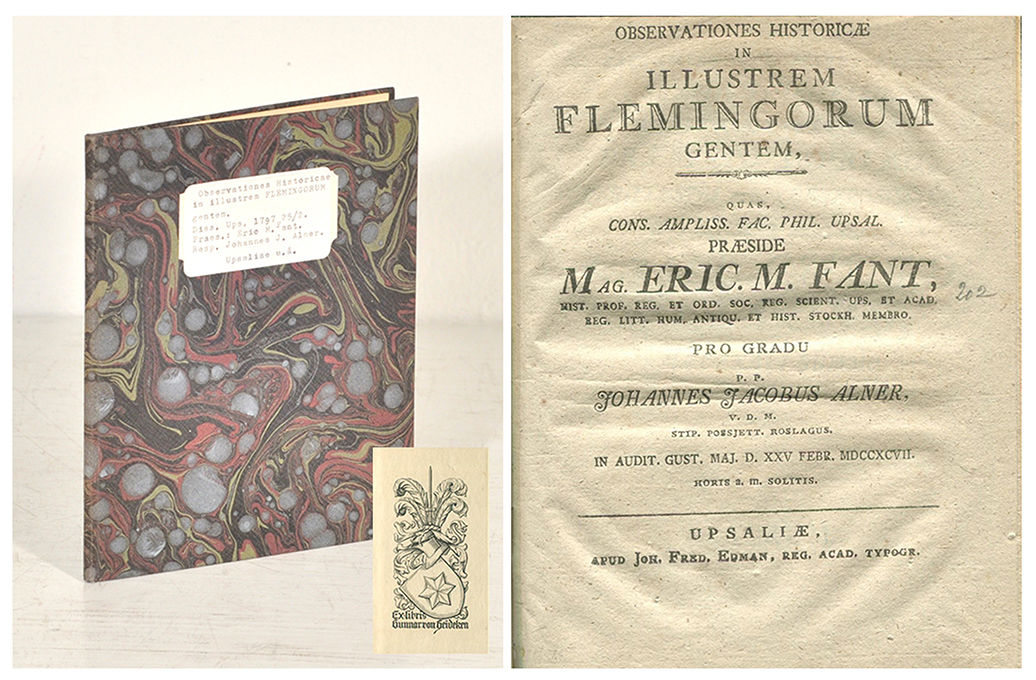 Observationes Historicae
in illustrem FLEMINGORUM
gentem.
Diss. Ups. 1797 25/2.
Praes.: Eric M.Fant.
Resp. Johannes J. Alner.
Upsaliae u.å.
Exlibris
Gunnar von Heideken
OBSERVATIONES HISTORICÆ
IN
ILLUSTREM
FLEMINGORUM
GENTEM,
QUAS,
CONS. AMPLISS. FAC. PHIL. UPSAL.
PRÆSIDE
MAG. ERIC. M. FANT,
HIST. PROF. REG. ET ORD. SOC. REG. SCIENT. UPS. ET ACAD.
REG. LITT. HUM. ANTIQU. ET HIST. STOCKH. MEMBRO.
202
PRO GRADU
P. P.
JOHANNES JACOBUS ALNER,
V. D. M.
STIP. POSSJETT. ROSLAGUS.
IN AUDIT. GUST. MAJ. D. XXV FEBR. MDCCXCVII.
HORIS a. m. SOLITIS.
UPSALIÆ,
APUD JOH. FRED. EDMAN, REG. ACAD. TYPOGR.